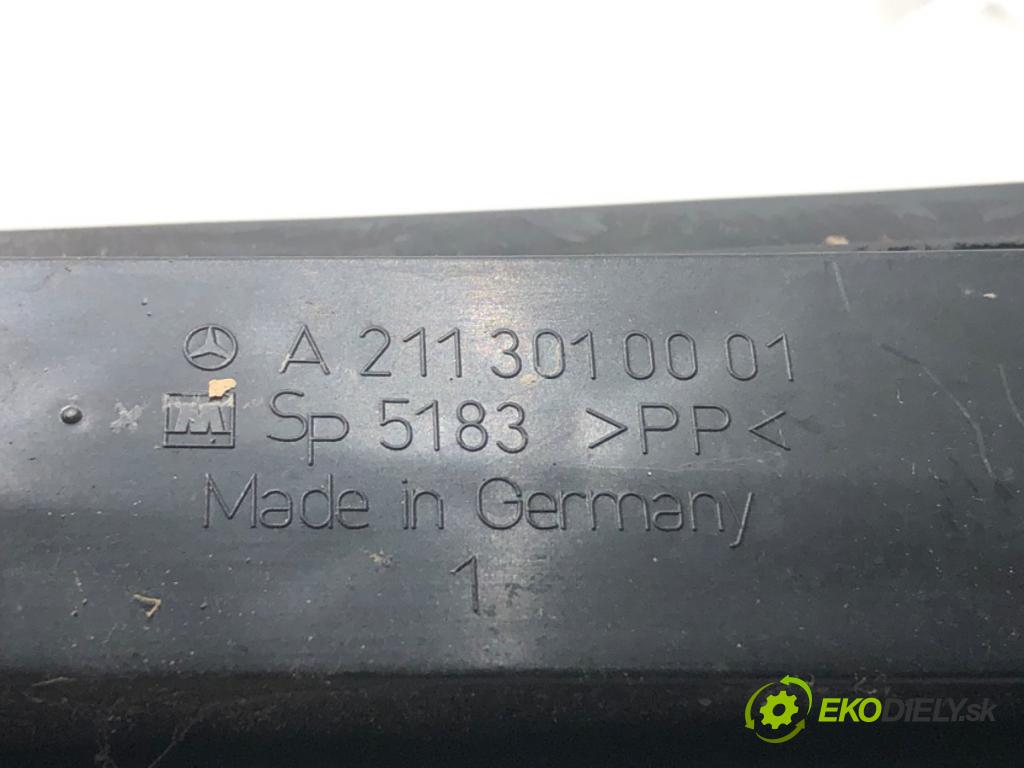 A 211 301 00 01
Sp 5183 >PP<
Made in Germany
1
EKODIELY.sk